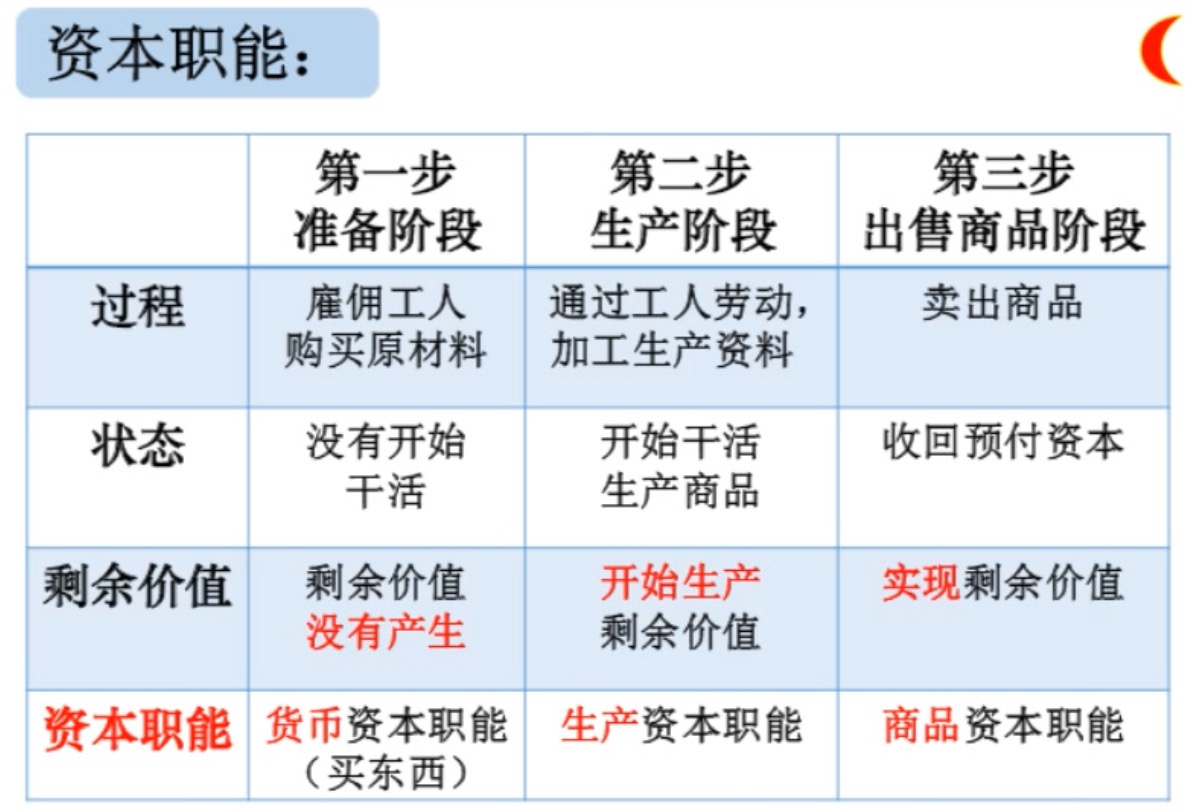 资本职能：
第一步
准备阶段
第二步
生产阶段
第三步
出售商品阶段
过程
雇佣工人
购买原材料
通过工人劳动，
加工生产资料
卖出商品
状态
没有开始
干活
开始干活
生产商品
收回预付资本
剩余价值
剩余价值
没有产生
开始生产
剩余价值
实现剩余价值
资本职能
货币资本职能
（买东西）
生产资本职能
商品资本职能